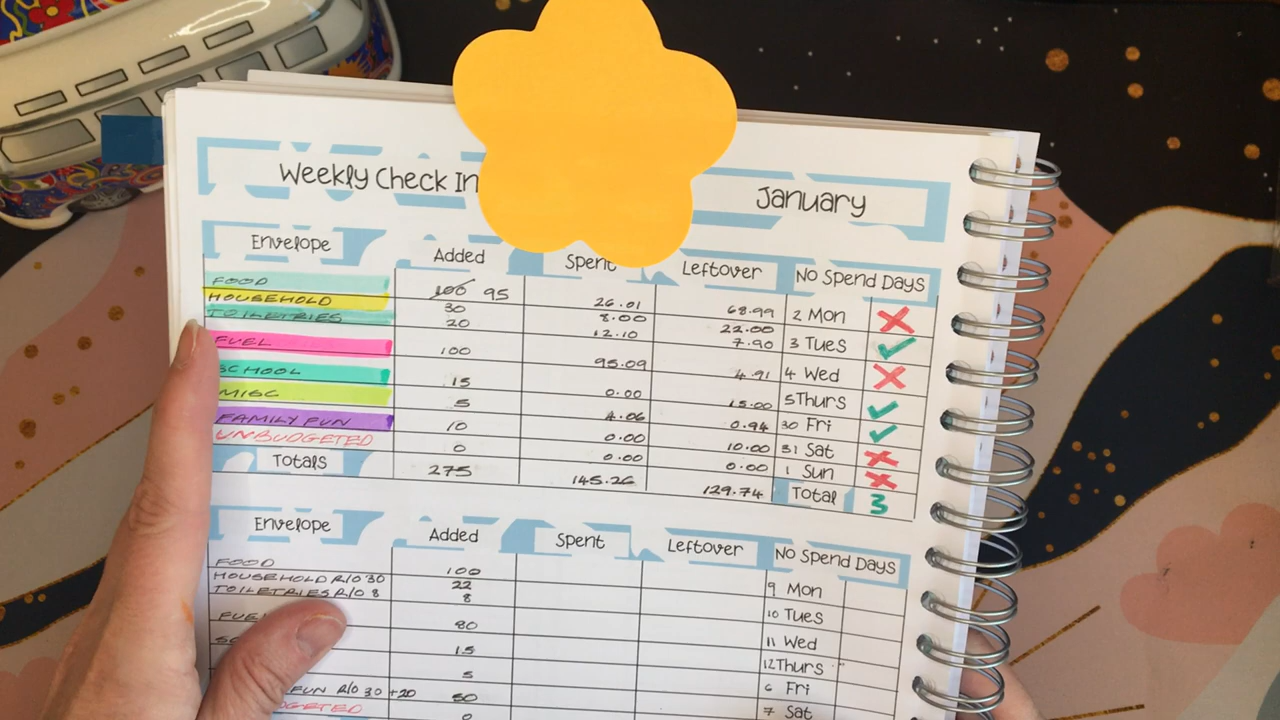 Weekly Check In January
Envelope Added Spent Leftover No Spend Days
FOOD 100 95 26.01 68.99 2 Mon ✗
HOUSEHOLD 30 8.00 22.00 3 Tues ✓
TOILETRIES 20 12.10 7.90 4 Wed ✗
FUEL 100 95.09 4.91 5 Thurs ✓
SCHOOL 15 0.00 15.00 30 Fri ✓
MISC 5 4.06 0.94 31 Sat ✗
FAMILY FUN 10 0.00 10.00 1 Sun ✗
UNBUDGETED 0 0.00 0.00
Totals 275 145.26 129.74 Total 3
Envelope Added Spent Leftover No Spend Days
FOOD 100 9 Mon
HOUSEHOLD R/O 30 22 10 Tues
TOILETRIES R/O 8 8 11 Wed
FUEL 80 12 Thurs
15 6 Fri
5 7 Sat
FUN R/O 30 +20 50
0